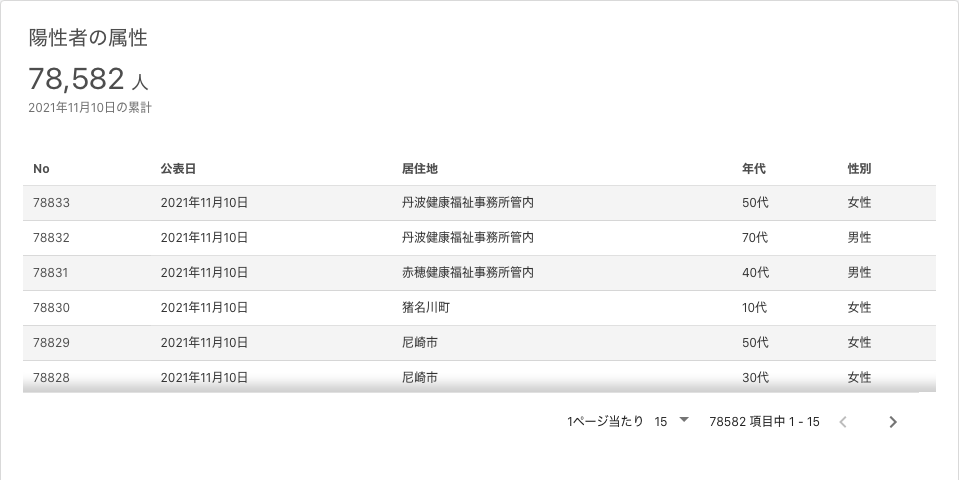 陽性者の属性
78,582 人
2021年11月10日の累計
No 公表日 居住地 年代 性別
78833 2021年11月10日 丹波健康福祉事務所管内 50代 女性
78832 2021年11月10日 丹波健康福祉事務所管内 70代 男性
78831 2021年11月10日 赤穂健康福祉事務所管内 40代 男性
78830 2021年11月10日 猪名川町 10代 女性
78829 2021年11月10日 尼崎市 50代 女性
78828 2021年11月10日 尼崎市 30代 女性
1ページ当たり 15 78582 項目中 1 - 15